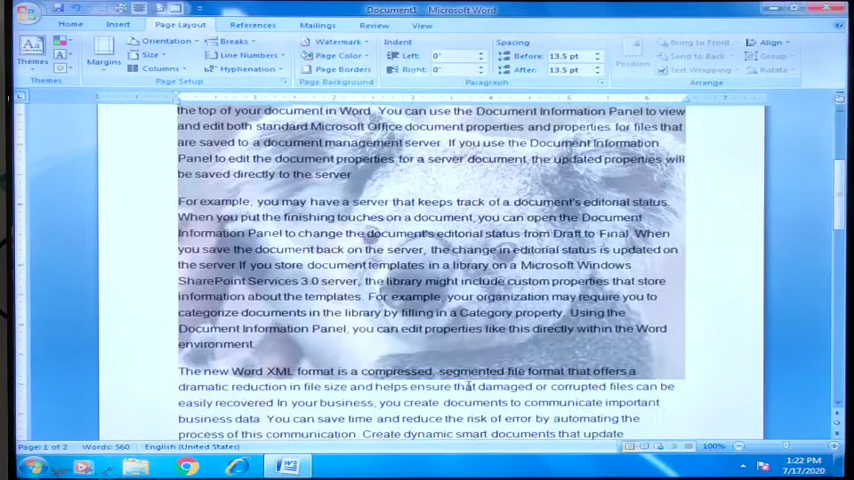 Document1 - Microsoft Word
Home Insert Page Layout References Mailings Review View
Themes
Themes
Margins
Orientation
Size
Columns
Breaks
Line Numbers
Hyphenation
Page Setup
Watermark
Page Color
Page Borders
Indent
Left: 0"
Right: 0"
Spacing
Before: 13.5 pt
After: 13.5 pt
Paragraph
Position
Bring to Front
Send to Back
Text Wrapping
Align
Group
Rotate
Arrange
the top of your document in Word. You can use the Document Information Panel to view
and edit both standard Microsoft Office document properties and properties for files that
are saved to a document management server. If you use the Document Information
Panel to edit the document properties for a server document, the updated properties will
be saved directly to the server.
For example, you may have a server that keeps track of a document's editorial status.
When you put the finishing touches on a document, you can open the Document
Information Panel to change the document's editorial status from Draft to Final. When
you save the document back on the server, the change in editorial status is updated on
the server.If you store document templates in a library on a Microsoft Windows
SharePoint Services 3.0 server, the library might include custom properties that store
information about the templates. For example your organization may require you to
categorize documents in the library by filling in a Category property. Using the
Document Information Panel, you can edit properties like this directly within the Word
environment.
The new Word XML format is a compressed, segmented file format that offers a
dramatic reduction in file size and helps ensure that damaged or corrupted files can be
easily recovered.In your business, you create documents to communicate important
business data. You can save time and reduce the risk of error by automating the
process of this communication. Create dynamic smart documents that update
Page: 1 of 2 Words: 560 English (United States) 100%
1:22 PM
7/17/2020